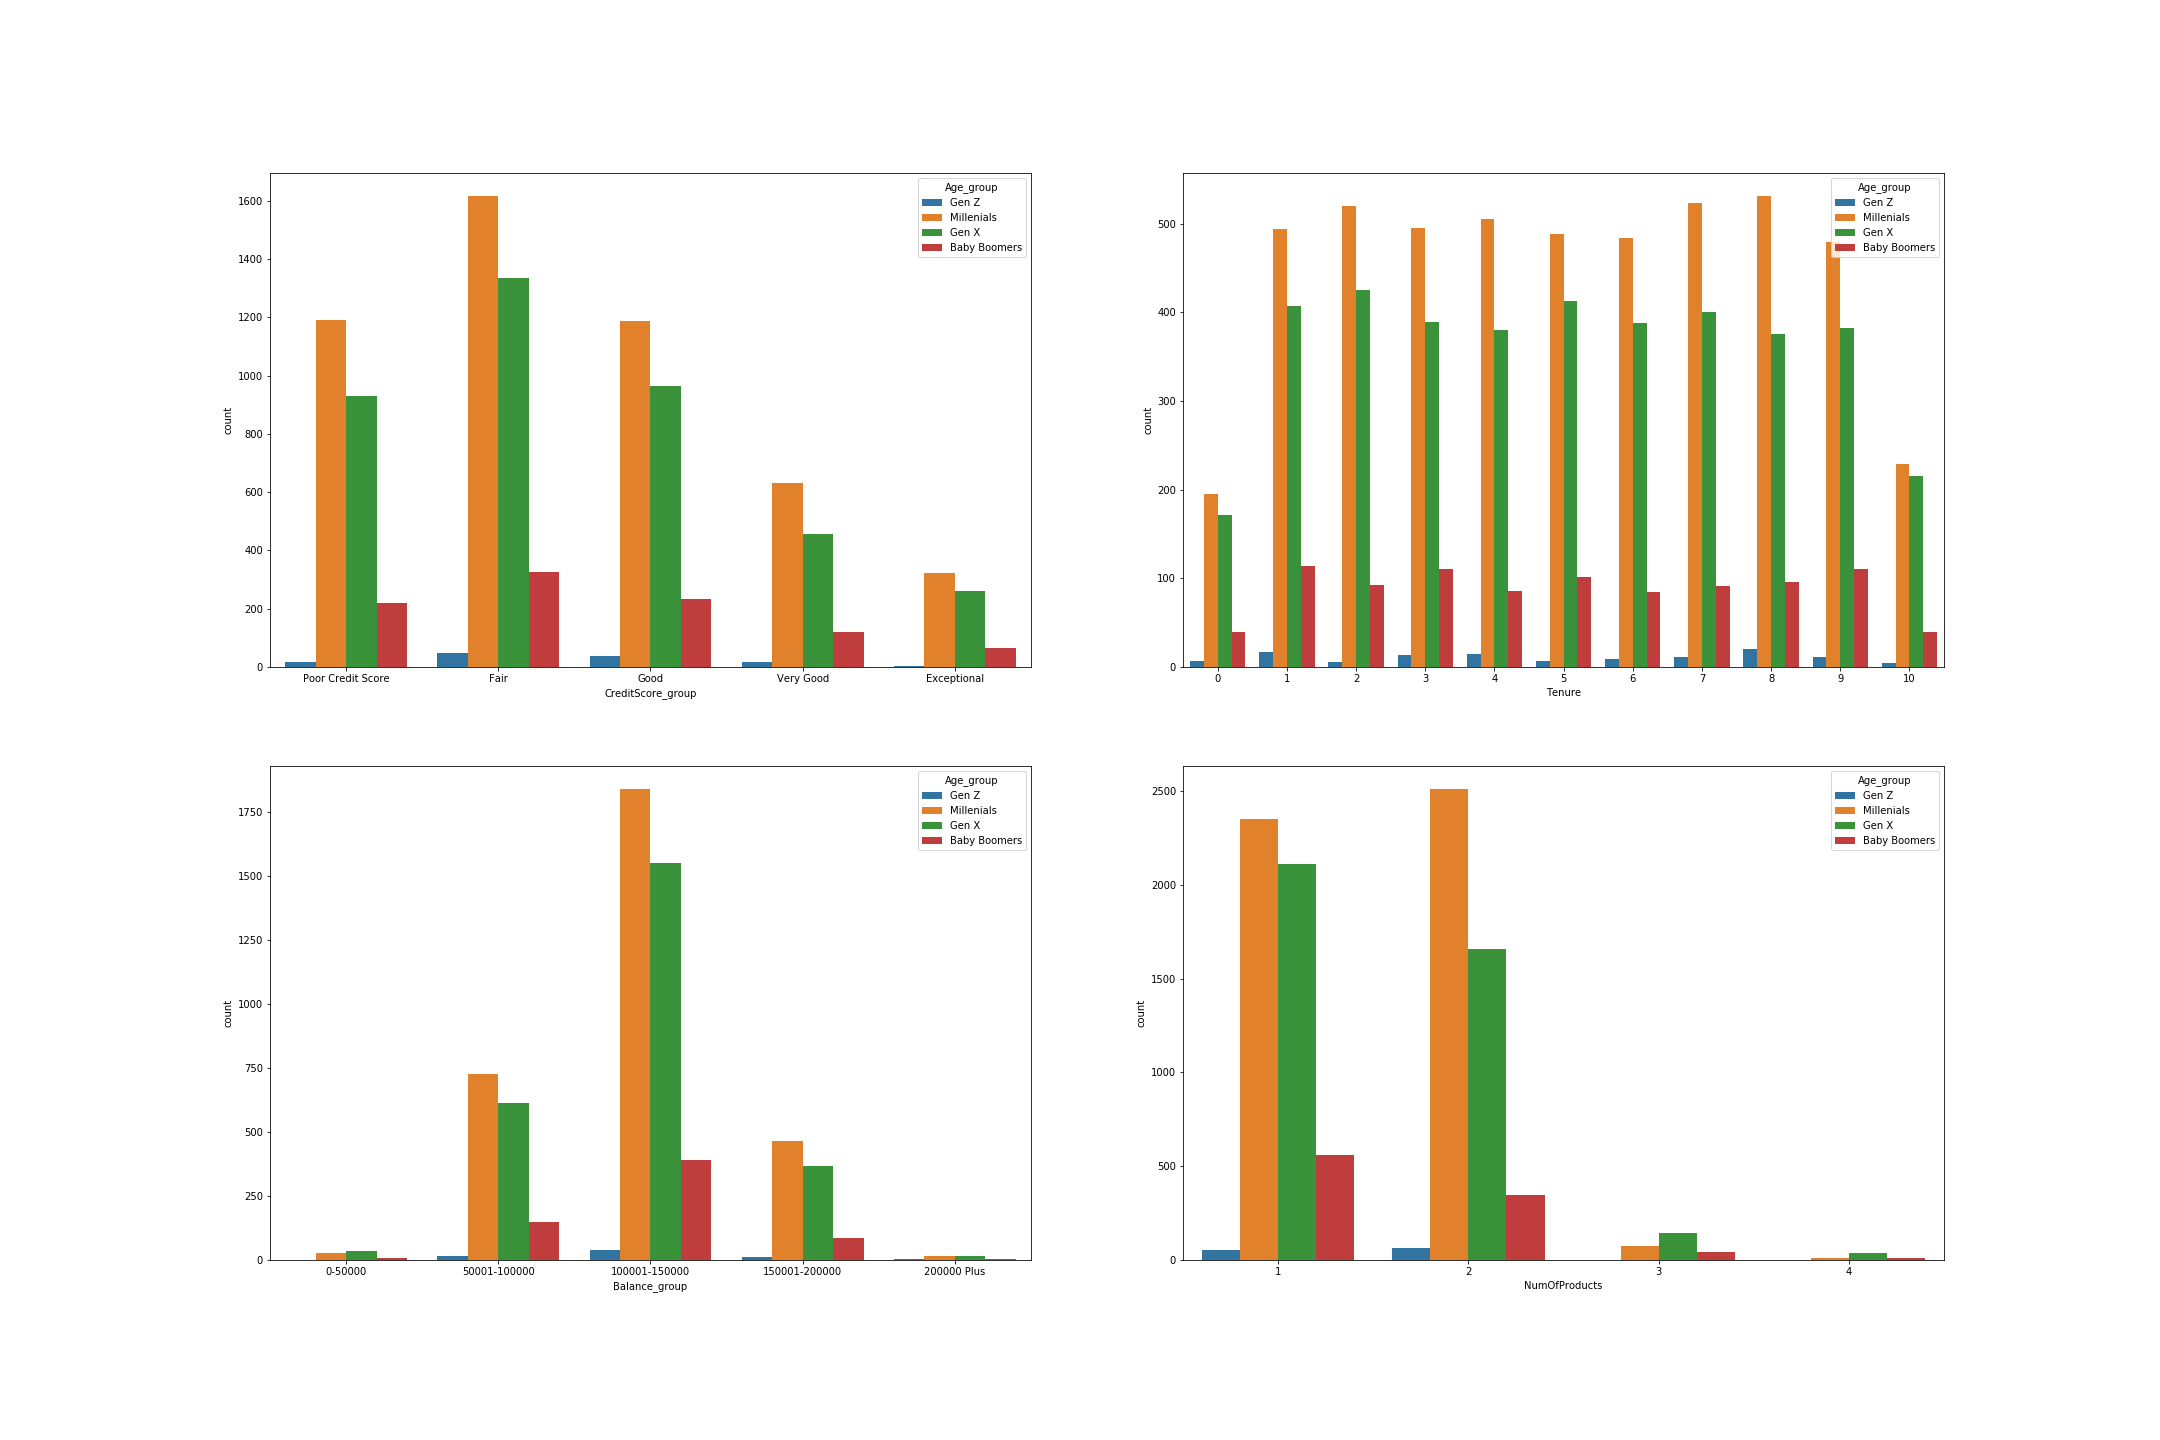 1600
1400
1200
1000
800
600
400
200
0
count
Poor Credit Score Fair Good Very Good Exceptional
CreditScore_group
Age_group
Gen Z
Millenials
Gen X
Baby Boomers
500
400
300
200
100
0
count
0 1 2 3 4 5 6 7 8 9 10
Tenure
Age_group
Gen Z
Millenials
Gen X
Baby Boomers
1750
1500
1250
1000
750
500
250
0
count
0-50000 50001-100000 100001-150000 150001-200000 200000 Plus
Balance_group
Age_group
Gen Z
Millenials
Gen X
Baby Boomers
2500
2000
1500
1000
500
0
count
1 2 3 4
NumOfProducts
Age_group
Gen Z
Millenials
Gen X
Baby Boomers